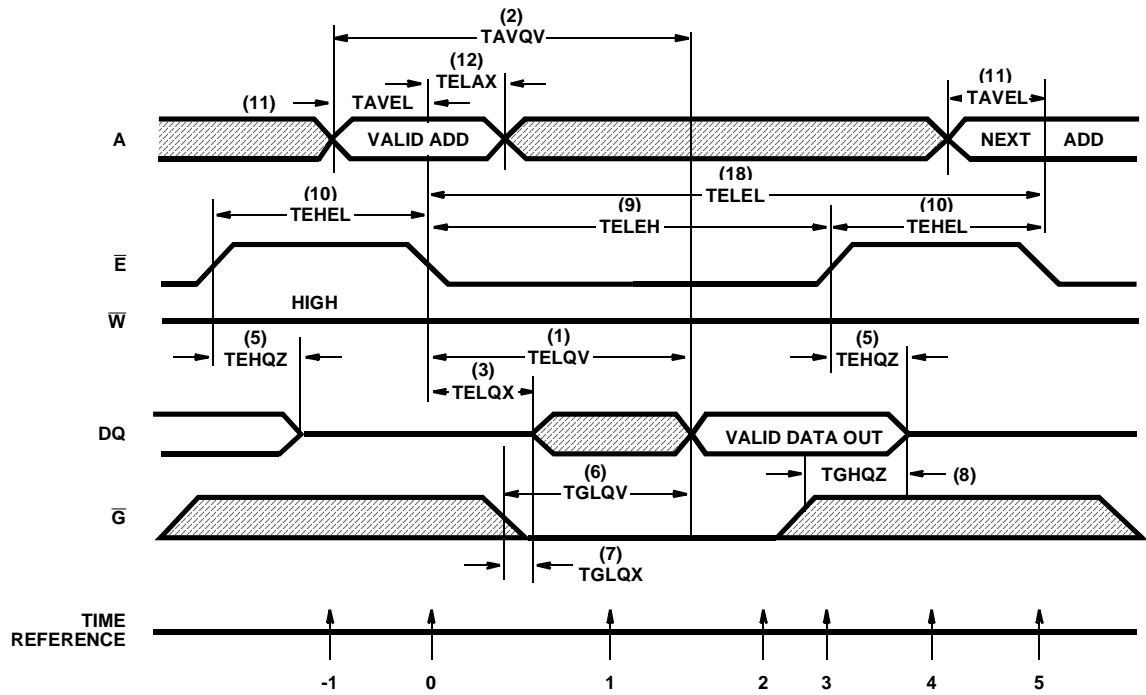 (2)
TAVQV
(12)
TELAX
(11)
TAVEL
(11)
TAVEL
A
VALID ADD
NEXT
ADD
(18)
TELEL
(10)
TEHEL
(9)
TELEH
(10)
TEHEL
E
HIGH
W
(5)
TEHQZ
(1)
TELQV
(5)
TEHQZ
(3)
TELQX
DQ
VALID DATA OUT
(6)
TGLQV
TGHQZ
(8)
G
(7)
TGLQX
TIME
REFERENCE
-1 0 1 2 3 4 5